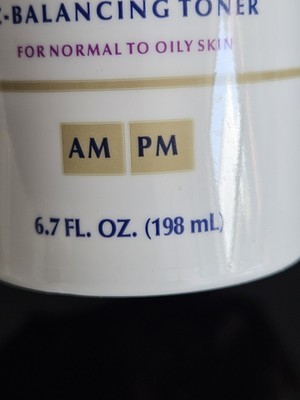 -BALANCING TONER
FOR NORMAL TO OILY SKIN
AM PM
6.7 FL. OZ. (198 mL)